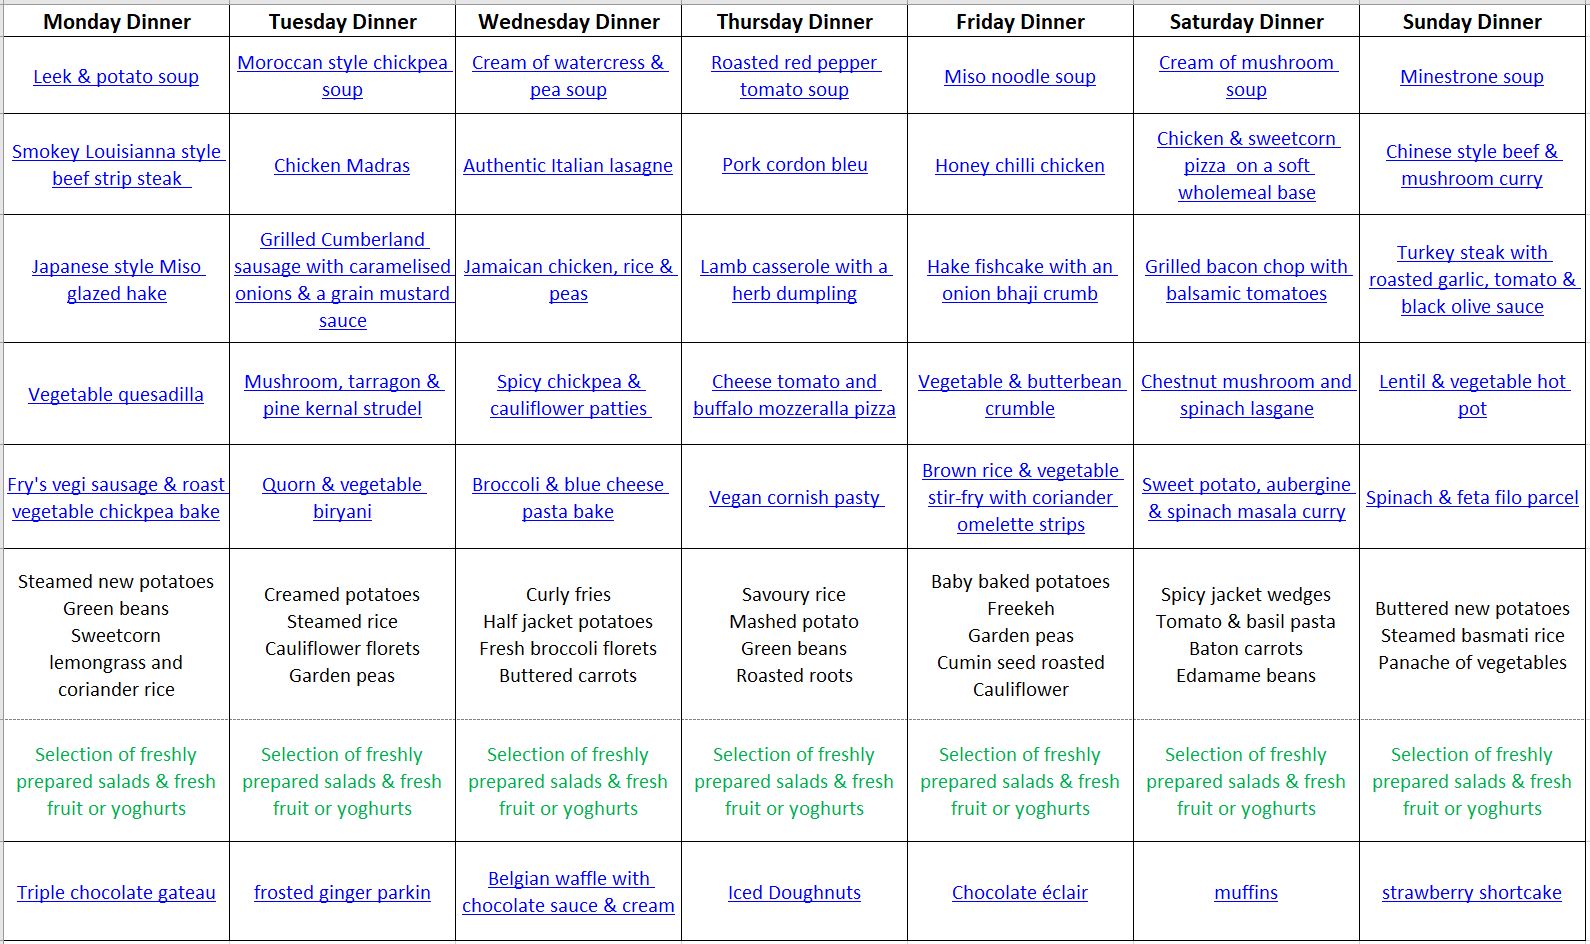 Monday Dinner
Tuesday Dinner
Wednesday Dinner
Thursday Dinner
Friday Dinner
Saturday Dinner
Sunday Dinner
Leek & potato soup
Moroccan style chickpea
soup
Cream of watercress &
pea soup
Roasted red pepper
tomato soup
Miso noodle soup
Cream of mushroom
soup
Minestrone soup
Smokey Louisianna style
beef strip steak
Chicken Madras
Authentic Italian lasagne
Pork cordon bleu
Honey chilli chicken
Chicken & sweetcorn
pizza  on a soft
wholemeal base
Chinese style beef &
mushroom curry
Japanese style Miso
glazed hake
Grilled Cumberland
sausage with caramelised
onions & a grain mustard
sauce
Jamaican chicken, rice &
peas
Lamb casserole with a
herb dumpling
Hake fishcake with an
onion bhaji crumb
Grilled bacon chop with
balsamic tomatoes
Turkey steak with
roasted garlic, tomato &
black olive sauce
Vegetable quesadilla
Mushroom, tarragon &
pine kernal strudel
Spicy chickpea &
cauliflower patties
Cheese tomato and
buffalo mozzeralla pizza
Vegetable & butterbean
crumble
Chestnut mushroom and
spinach lasgane
Lentil & vegetable hot
pot
Fry's vegi sausage & roast
vegetable chickpea bake
Quorn & vegetable
biryani
Broccoli & blue cheese
pasta bake
Vegan cornish pasty
Brown rice & vegetable
stir-fry with coriander
omelette strips
Sweet potato, aubergine
& spinach masala curry
Spinach & feta filo parcel
Steamed new potatoes
Green beans
Sweetcorn
lemongrass and
coriander rice
Creamed potatoes
Steamed rice
Cauliflower florets
Garden peas
Curly fries
Half jacket potatoes
Fresh broccoli florets
Buttered carrots
Savoury rice
Mashed potato
Green beans
Roasted roots
Baby baked potatoes
Freekeh
Garden peas
Cumin seed roasted
Cauliflower
Spicy jacket wedges
Tomato & basil pasta
Baton carrots
Edamame beans
Buttered new potatoes
Steamed basmati rice
Panache of vegetables
Selection of freshly
prepared salads & fresh
fruit or yoghurts
Selection of freshly
prepared salads & fresh
fruit or yoghurts
Selection of freshly
prepared salads & fresh
fruit or yoghurts
Selection of freshly
prepared salads & fresh
fruit or yoghurts
Selection of freshly
prepared salads & fresh
fruit or yoghurts
Selection of freshly
prepared salads & fresh
fruit or yoghurts
Selection of freshly
prepared salads & fresh
fruit or yoghurts
Triple chocolate gateau
frosted ginger parkin
Belgian waffle with
chocolate sauce & cream
Iced Doughnuts
Chocolate éclair
muffins
strawberry shortcake